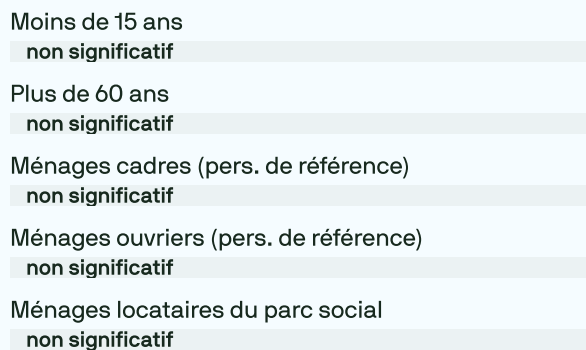 Moins de 15 ans
non significatif
Plus de 60 ans
non significatif
Ménages cadres (pers. de référence)
non significatif
Ménages ouvriers (pers. de référence)
non significatif
Ménages locataires du parc social
non significatif